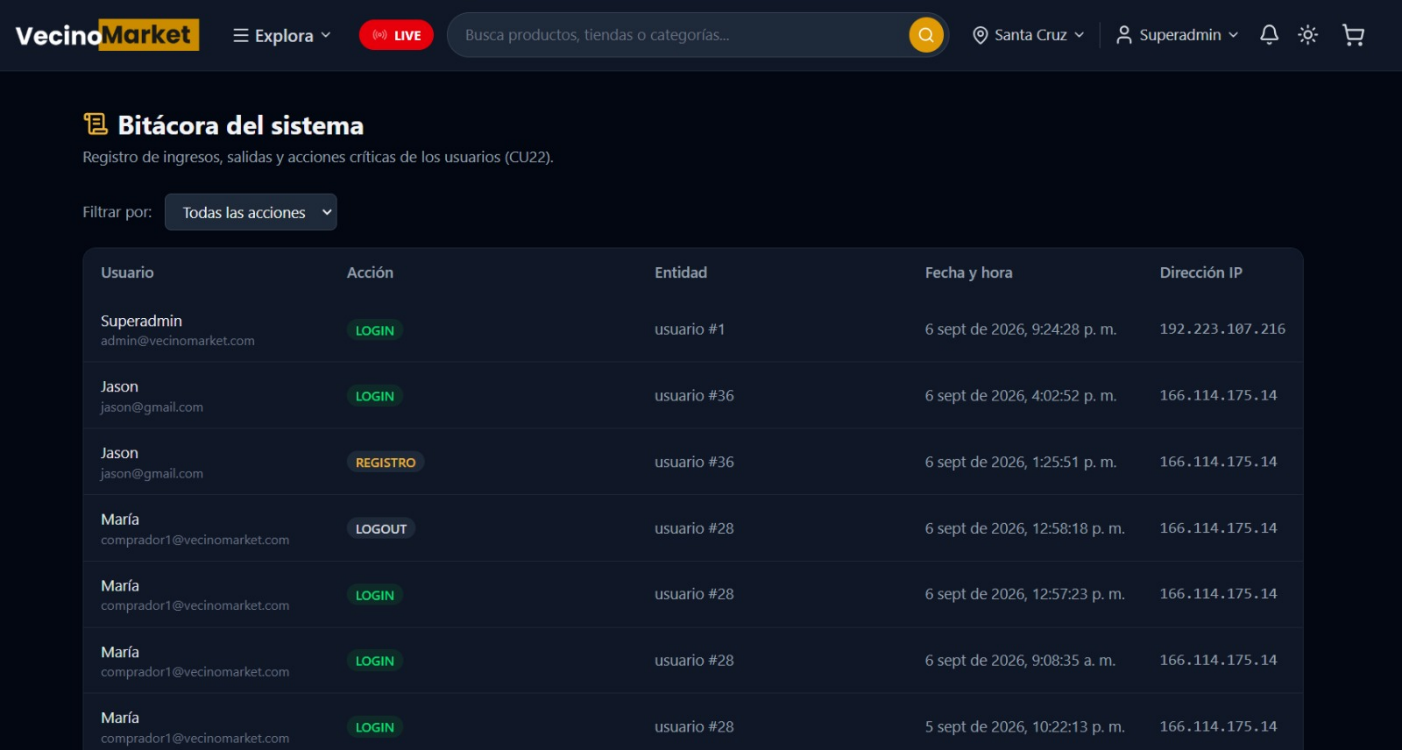 VecinoMarket
Explora
LIVE
Busca productos, tiendas o categorías...
Santa Cruz
Superadmin
Bitácora del sistema
Registro de ingresos, salidas y acciones críticas de los usuarios (CU22).
Filtrar por: Todas las acciones
Usuario Acción Entidad Fecha y hora Dirección IP
Superadmin
admin@vecinomarket.com
LOGIN usuario #1 6 sept de 2026, 9:24:28 p. m. 192.223.107.216
Jason
jason@gmail.com
LOGIN usuario #36 6 sept de 2026, 4:02:52 p. m. 166.114.175.14
Jason
jason@gmail.com
REGISTRO usuario #36 6 sept de 2026, 1:25:51 p. m. 166.114.175.14
María
comprador1@vecinomarket.com
LOGOUT usuario #28 6 sept de 2026, 12:58:18 p. m. 166.114.175.14
María
comprador1@vecinomarket.com
LOGIN usuario #28 6 sept de 2026, 12:57:23 p. m. 166.114.175.14
María
comprador1@vecinomarket.com
LOGIN usuario #28 6 sept de 2026, 9:08:35 a. m. 166.114.175.14
María
comprador1@vecinomarket.com
LOGIN usuario #28 5 sept de 2026, 10:22:13 p. m. 166.114.175.14